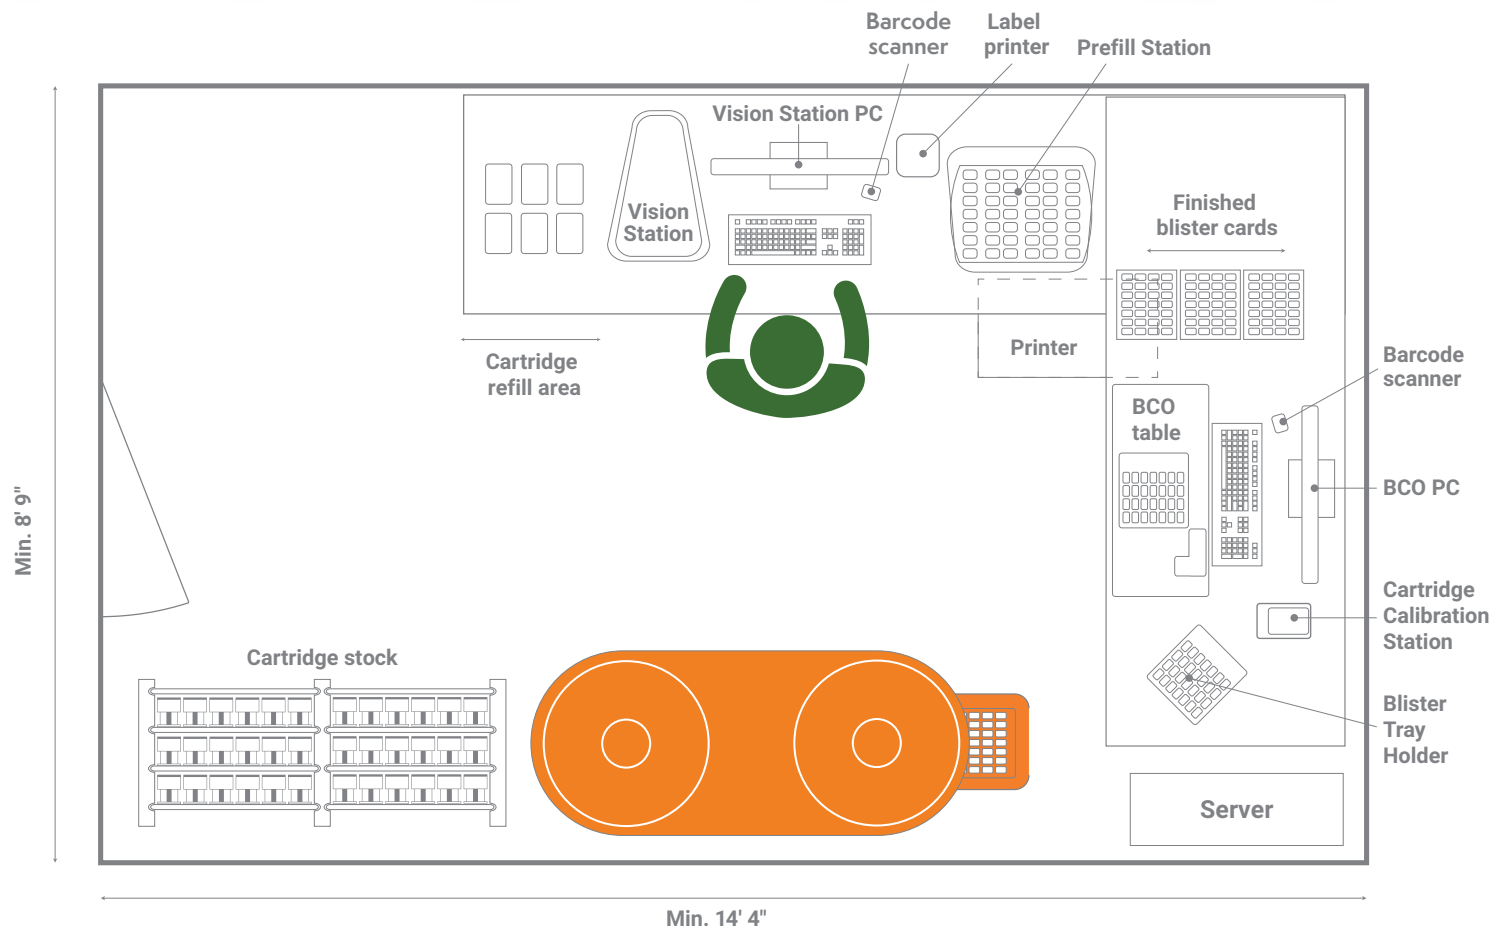 Barcode
scanner
Label
printer
Prefill Station
Vision Station PC
Vision
Station
Finished
blister cards
Cartridge
refill area
Printer
Barcode
scanner
BCO
table
BCO PC
Min. 8' 9"
Cartridge
Calibration
Station
Cartridge stock
Blister
Tray
Holder
Server
Min. 14' 4"